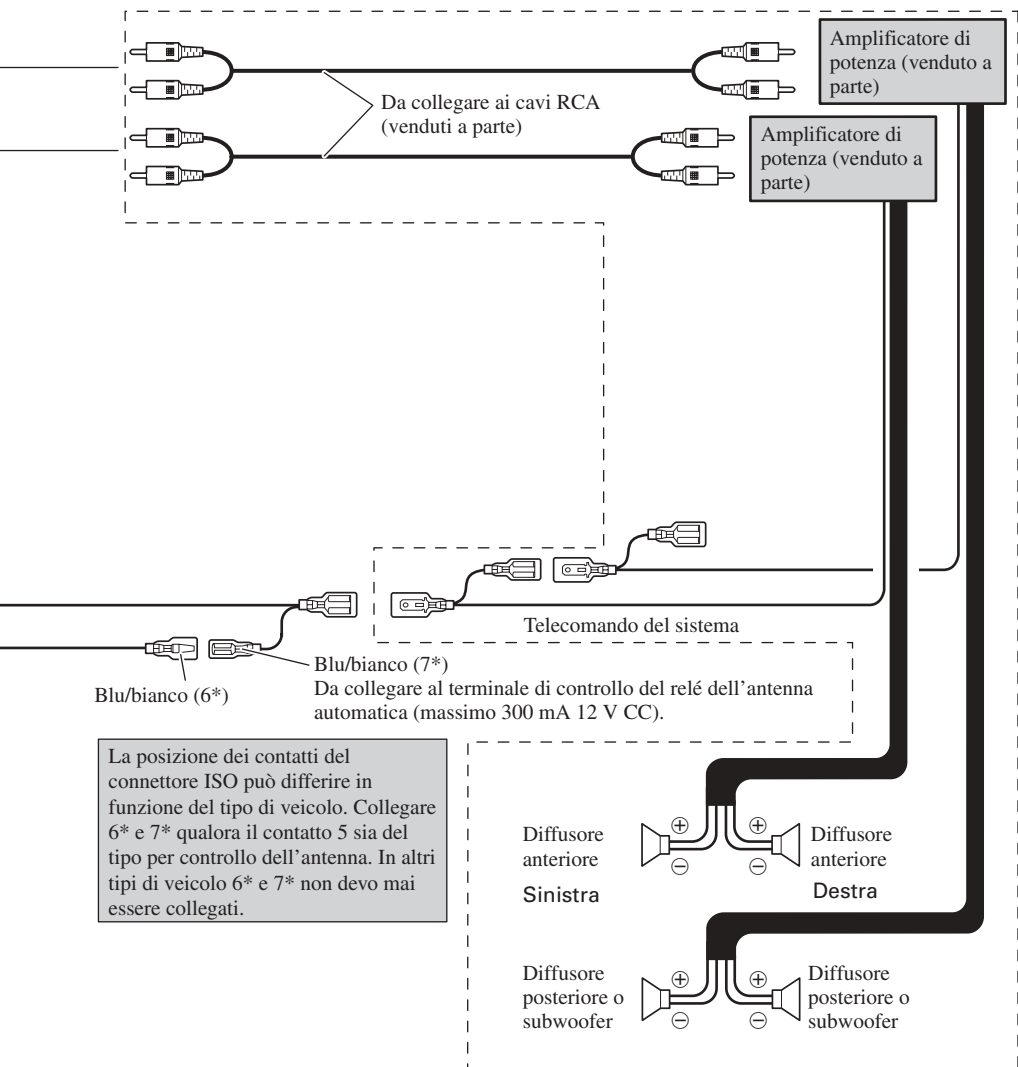 Amplificatore di
potenza (venduto a
parte)
Da collegare ai cavi RCA
(venduti a parte)
Amplificatore di
potenza (venduto a
parte)
Telecomando del sistema
Blu/bianco (7*)
Da collegare al terminale di controllo del relé dell'antenna
automatica (massimo 300 mA 12 V CC).
Blu/bianco (6*)
La posizione dei contatti del
connettore ISO può differire in
funzione del tipo di veicolo. Collegare
6* e 7* qualora il contatto 5 sia del
tipo per controllo dell'antenna. In altri
tipi di veicolo 6* e 7* non devo mai
essere collegati.
Diffusore
anteriore
Sinistra
⊕ ⊕
⊖ ⊖
Diffusore
anteriore
Destra
Diffusore
posteriore o
subwoofer
⊕ ⊕
⊖ ⊖
Diffusore
posteriore o
subwoofer